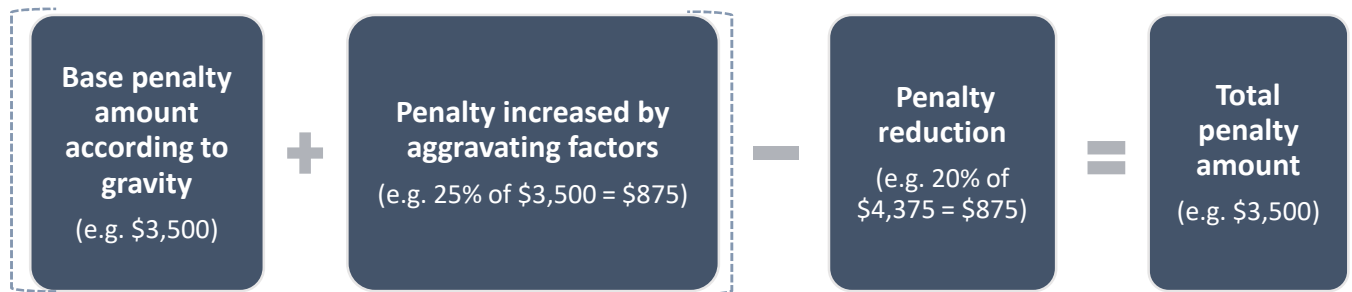 Base penalty
amount
according to
gravity
(e.g. $3,500)
+
Penalty increased by
aggravating factors
(e.g. 25% of $3,500 = $875)
−
Penalty
reduction
(e.g. 20% of
$4,375 = $875)
=
Total
penalty
amount
(e.g. $3,500)